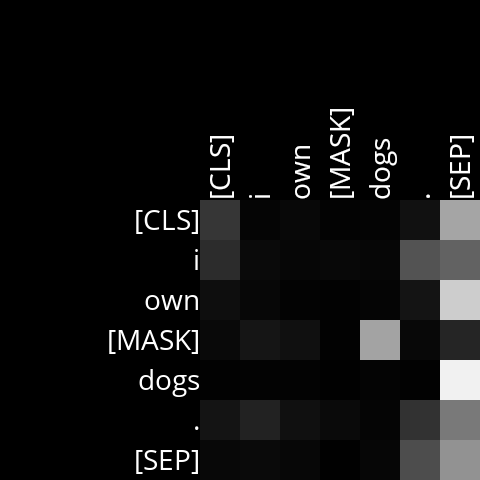 [CLS] i own [MASK] dogs . [SEP]
[CLS]
i
own
[MASK]
dogs
.
[SEP]